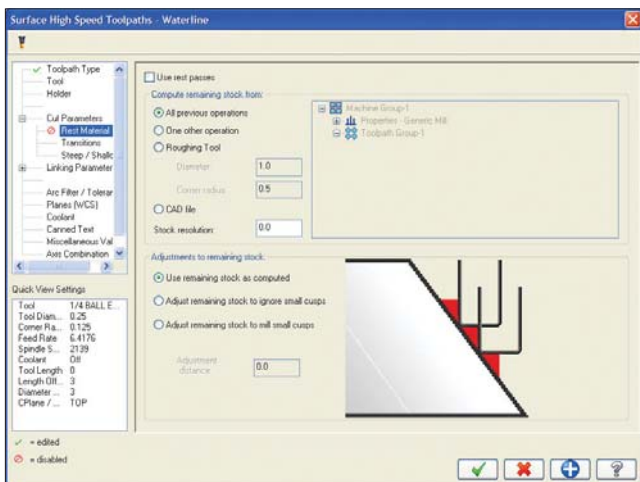 Surface High Speed Toolpaths - Waterline
Toolpath Type
Tool
Holder
Cut Parameters
Rest Material
Transitions
Steep / Shallo
Linking Parameter
Arc Filter / Toleran
Planes (WCS)
Coolant
Canned Text
Miscellaneous Val
Axis Combination
Quick View Settings
Tool 1/4 BALL E...
Tool Diam... 0.25
Corner Ra... 0.125
Feed Rate 6.4176
Spindle S... 2139
Coolant Off
Tool Length 0
Length Off... 3
Diameter ... 3
CPlane / ... TOP
✓ = edited
= disabled
Use rest passes
Compute remaining stock from:
All previous operations
One other operation
Roughing Tool
Diameter 1.0
Corner radius 0.5
CAD file
Stock resolution: 0.0
Machine Group-1
Properties - Generic Mill
Toolpath Group-1
Adjustments to remaining stock:
Use remaining stock as computed
Adjust remaining stock to ignore small cusps
Adjust remaining stock to mill small cusps
Adjustment
distance 0.0
?